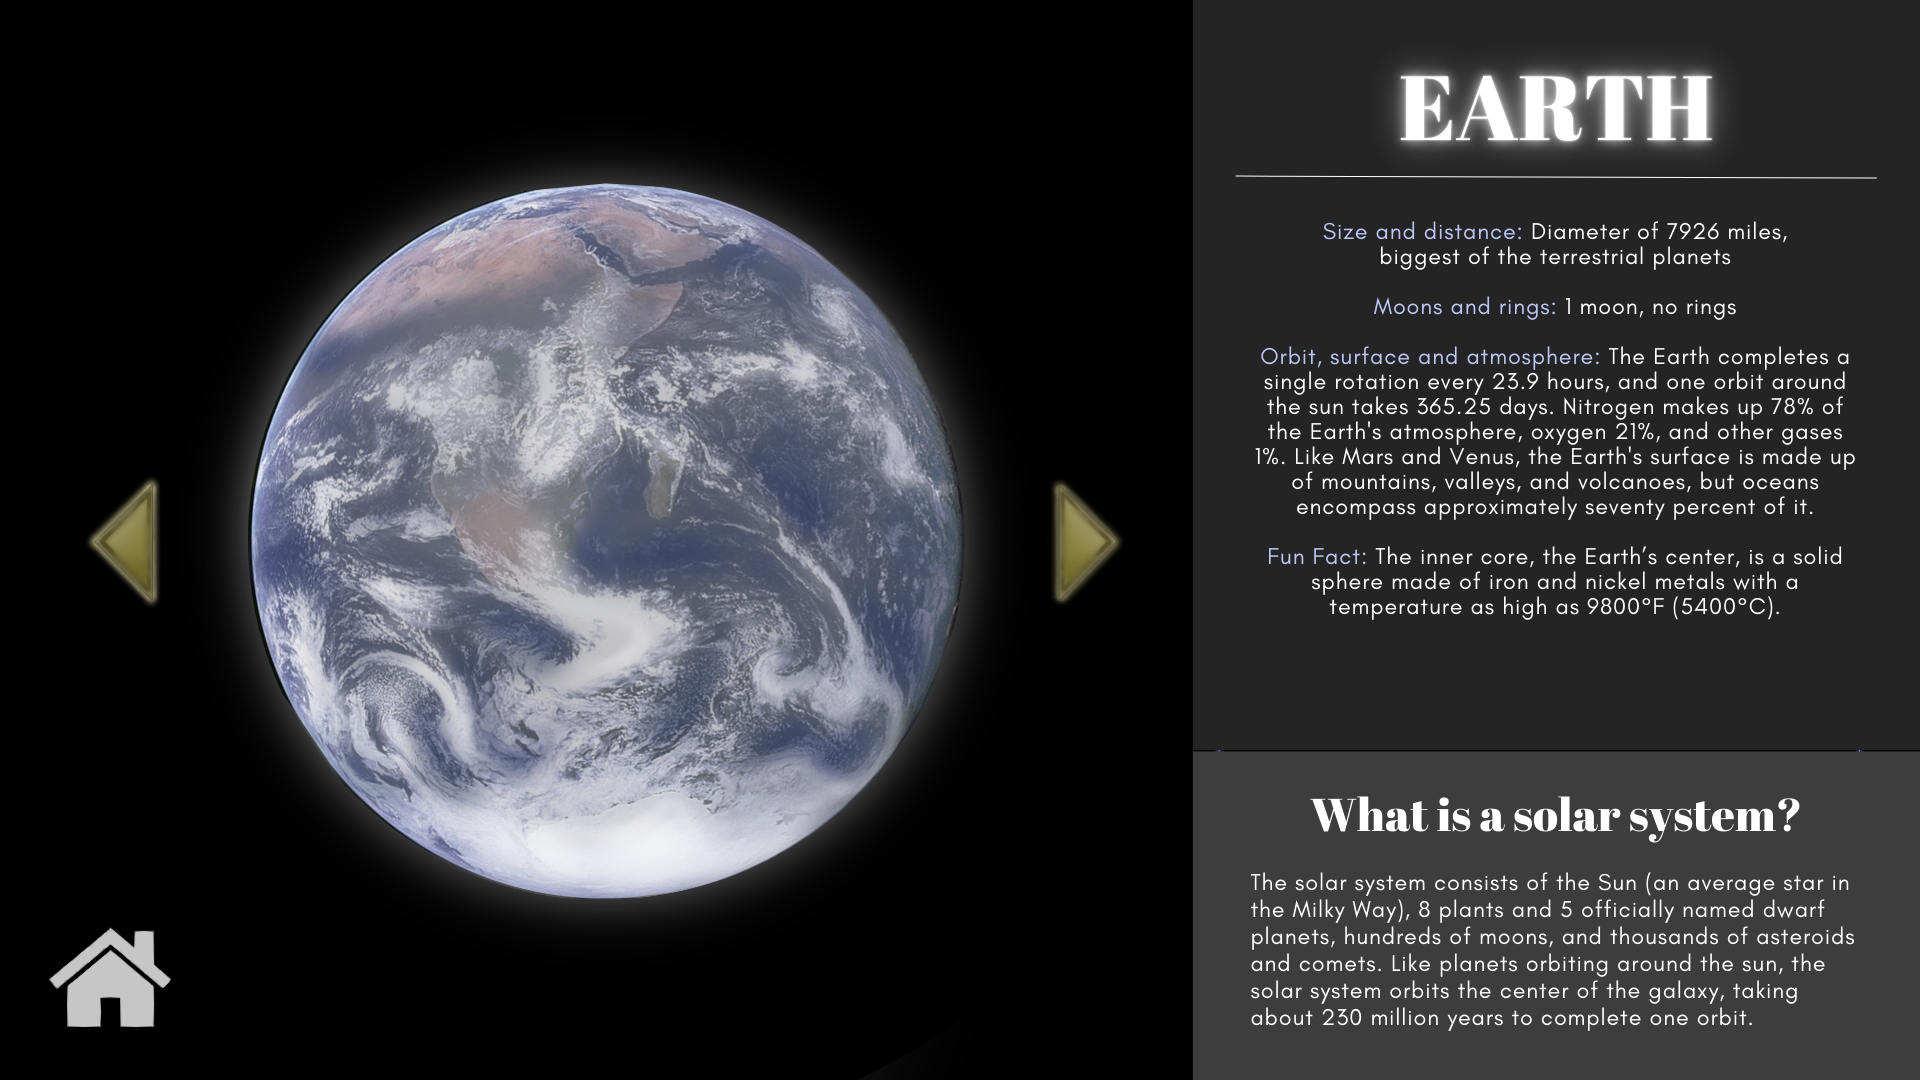 EARTH
Size and distance: Diameter of 7926 miles,
biggest of the terrestrial planets
Moons and rings: 1 moon, no rings
Orbit, surface and atmosphere: The Earth completes a
single rotation every 23.9 hours, and one orbit around
the sun takes 365.25 days. Nitrogen makes up 78% of
the Earth's atmosphere, oxygen 21%, and other gases
1%. Like Mars and Venus, the Earth's surface is made up
of mountains, valleys, and volcanoes, but oceans
encompass approximately seventy percent of it.
Fun Fact: The inner core, the Earth’s center, is a solid
sphere made of iron and nickel metals with a
temperature as high as 9800°F (5400°C).
What is a solar system?
The solar system consists of the Sun (an average star in
the Milky Way), 8 plants and 5 officially named dwarf
planets, hundreds of moons, and thousands of asteroids
and comets. Like planets orbiting around the sun, the
solar system orbits the center of the galaxy, taking
about 230 million years to complete one orbit.